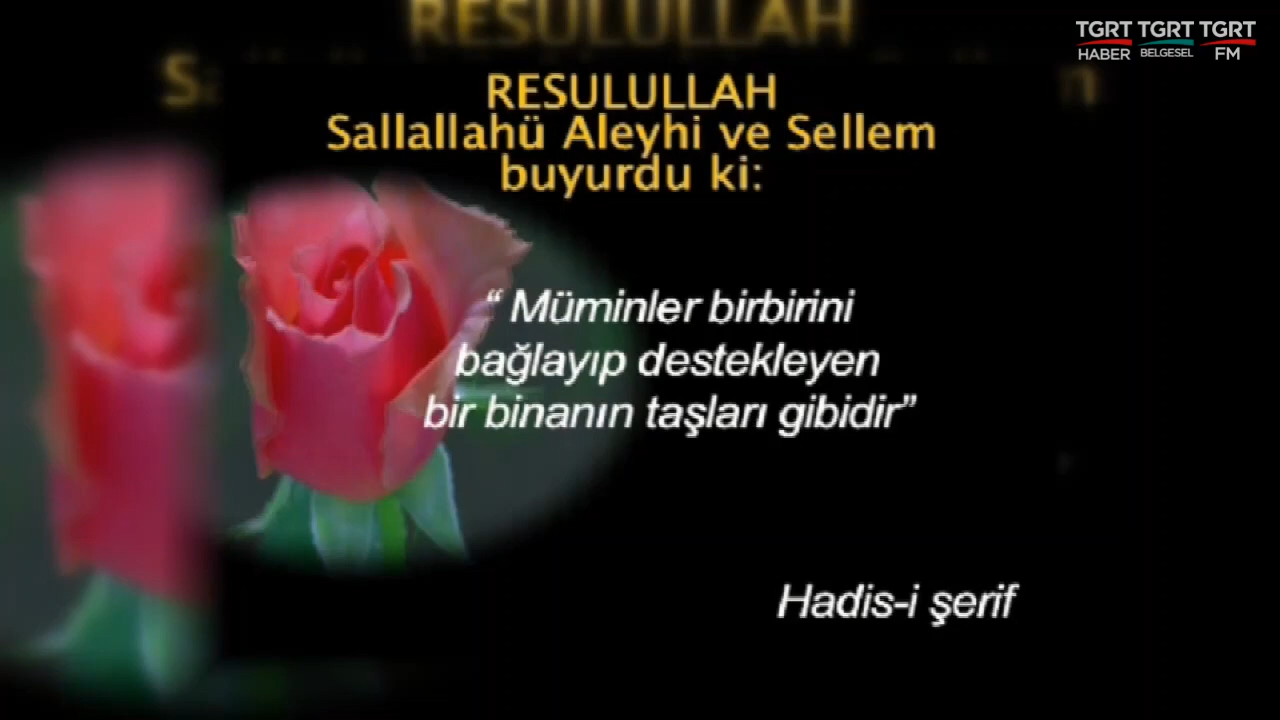 RESULULLAH
TGRT TGRT TGRT
HABER BELGESEL FM
RESULULLAH
Sallallahü Aleyhi ve Sellem
buyurdu ki:
“ Müminler birbirini
bağlayıp destekleyen
bir binanın taşları gibidir”
Hadis-i şerif